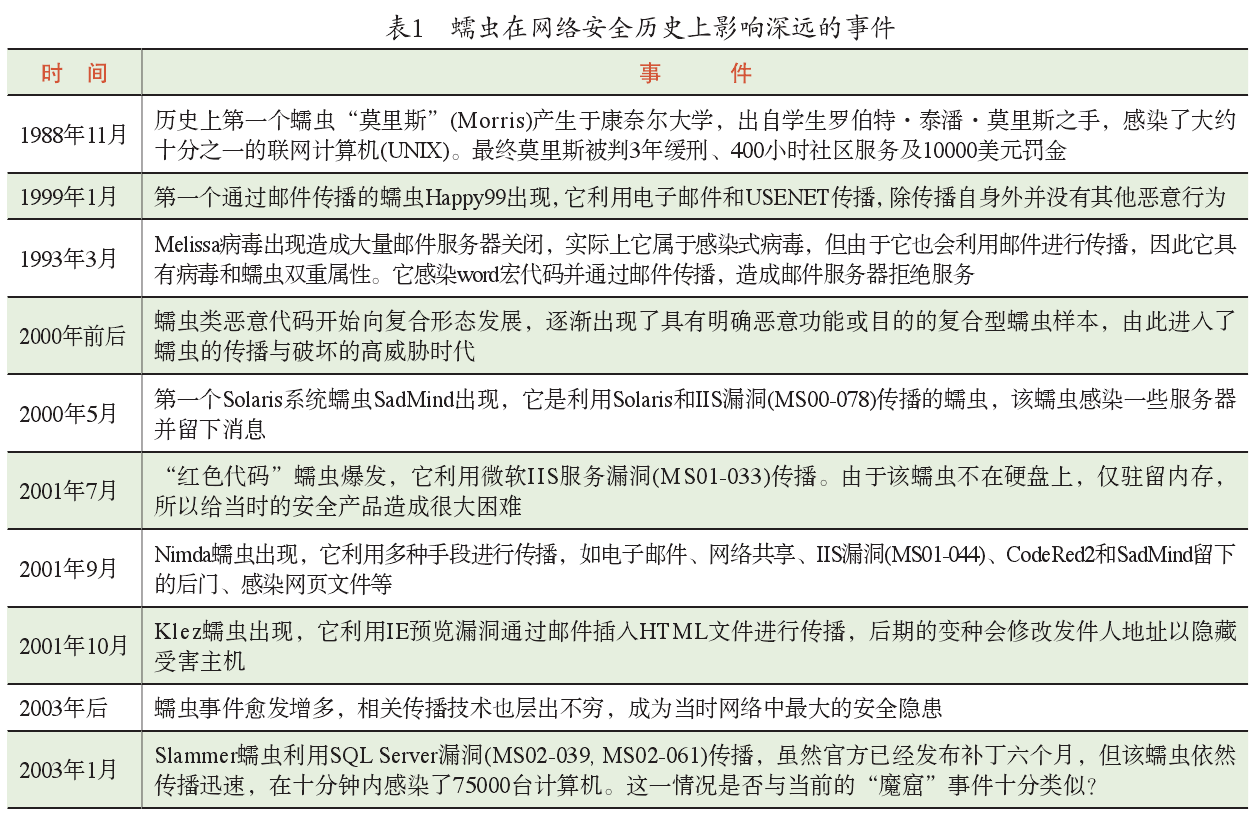 表1 蠕虫在网络安全历史上影响深远的事件
时 间
事 件
1988年11月
历史上第一个蠕虫“莫里斯”(Morris)产生于康奈尔大学，出自学生罗伯特·泰潘·莫里斯之手，感染了大约
十分之一的联网计算机(UNIX)。最终莫里斯被判3年缓刑、400小时社区服务及10000美元罚金
1999年1月
第一个通过邮件传播的蠕虫Happy99出现，它利用电子邮件和USENET传播，除传播自身外并没有其他恶意行为
1993年3月
Melissa病毒出现造成大量邮件服务器关闭，实际上它属于感染式病毒，但由于它也会利用邮件进行传播，因此它具
有病毒和蠕虫双重属性。它感染word宏代码并通过邮件传播，造成邮件服务器拒绝服务
2000年前后
蠕虫类恶意代码开始向复合形态发展，逐渐出现了具有明确恶意功能或目的的复合型蠕虫样本，由此进入了
蠕虫的传播与破坏的高威胁时代
2000年5月
第一个Solaris系统蠕虫SadMind出现，它是利用Solaris和IIS漏洞(MS00-078)传播的蠕虫，该蠕虫感染一些服务器
并留下消息
2001年7月
“红色代码”蠕虫爆发，它利用微软IIS服务漏洞(MS01-033)传播。由于该蠕虫不在硬盘上，仅驻留内存，
所以给当时的安全产品造成很大困难
2001年9月
Nimda蠕虫出现，它利用多种手段进行传播，如电子邮件、网络共享、IIS漏洞(MS01-044)、CodeRed2和SadMind留下
的后门、感染网页文件等
2001年10月
Klez蠕虫出现，它利用IE预览漏洞通过邮件插入HTML文件进行传播，后期的变种会修改发件人地址以隐藏
受害主机
2003年后
蠕虫事件愈发增多，相关传播技术也层出不穷，成为当时网络中最大的安全隐患
2003年1月
Slammer蠕虫利用SQL Server漏洞(MS02-039, MS02-061)传播，虽然官方已经发布补丁六个月，但该蠕虫依然
传播迅速，在十分钟内感染了75000台计算机。这一情况是否与当前的“魔窟”事件十分类似？